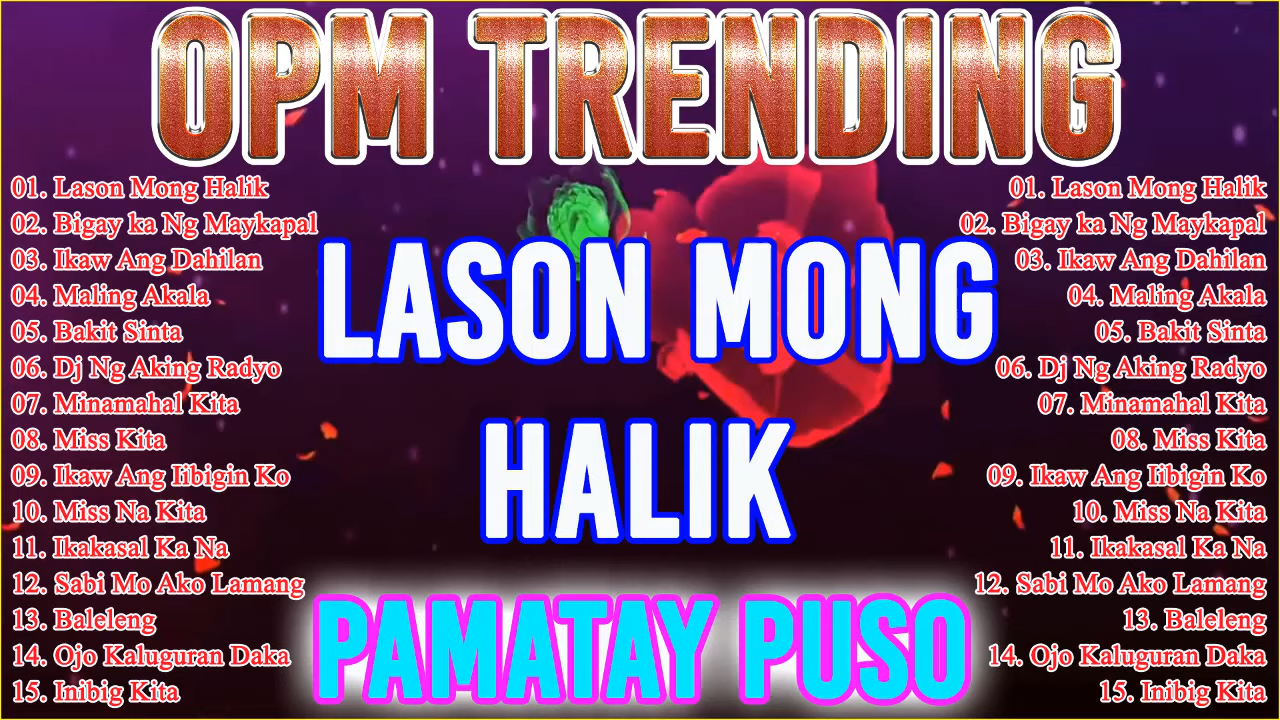 OPM TRENDING
01. Lason Mong Halik
02. Bigay ka Ng Maykapal
03. Ikaw Ang Dahilan
04. Maling Akala
05. Bakit Sinta
06. Dj Ng Aking Radyo
07. Minamahal Kita
08. Miss Kita
09. Ikaw Ang Iibigin Ko
10. Miss Na Kita
11. Ikakasal Ka Na
12. Sabi Mo Ako Lamang
13. Baleleng
14. Ojo Kaluguran Daka
15. Inibig Kita
LASON MONG
HALIK
PAMATAY PUSO
01. Lason Mong Halik
02. Bigay ka Ng Maykapal
03. Ikaw Ang Dahilan
04. Maling Akala
05. Bakit Sinta
06. Dj Ng Aking Radyo
07. Minamahal Kita
08. Miss Kita
09. Ikaw Ang Iibigin Ko
10. Miss Na Kita
11. Ikakasal Ka Na
12. Sabi Mo Ako Lamang
13. Baleleng
14. Ojo Kaluguran Daka
15. Inibig Kita